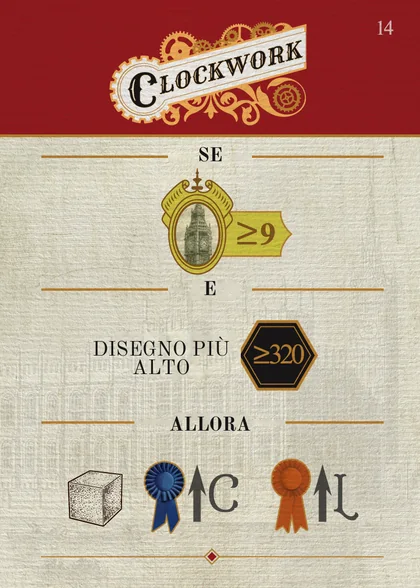 14
CLOCKWORK
SE
≥9
E
DISEGNO PIÙ
ALTO
≥320
ALLORA
C L